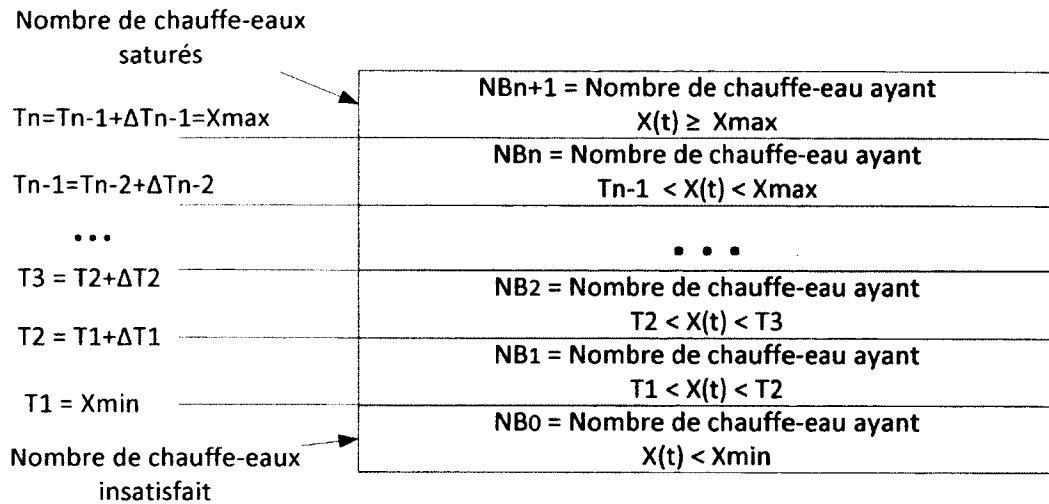 Nombre de chauffe-eaux
saturés
NBn+1 = Nombre de chauffe-eau ayant
X(t) ≥ Xmax
Tn=Tn-1+ΔTn-1=Xmax
NBn = Nombre de chauffe-eau ayant
Tn-1 < X(t) < Xmax
Tn-1=Tn-2+ΔTn-2
• • •
• • •
T3 = T2+ΔT2
NB2 = Nombre de chauffe-eau ayant
T2 < X(t) < T3
T2 = T1+ΔT1
NB1 = Nombre de chauffe-eau ayant
T1 < X(t) < T2
T1 = Xmin
NB0 = Nombre de chauffe-eau ayant
X(t) < Xmin
Nombre de chauffe-eaux
insatisfait